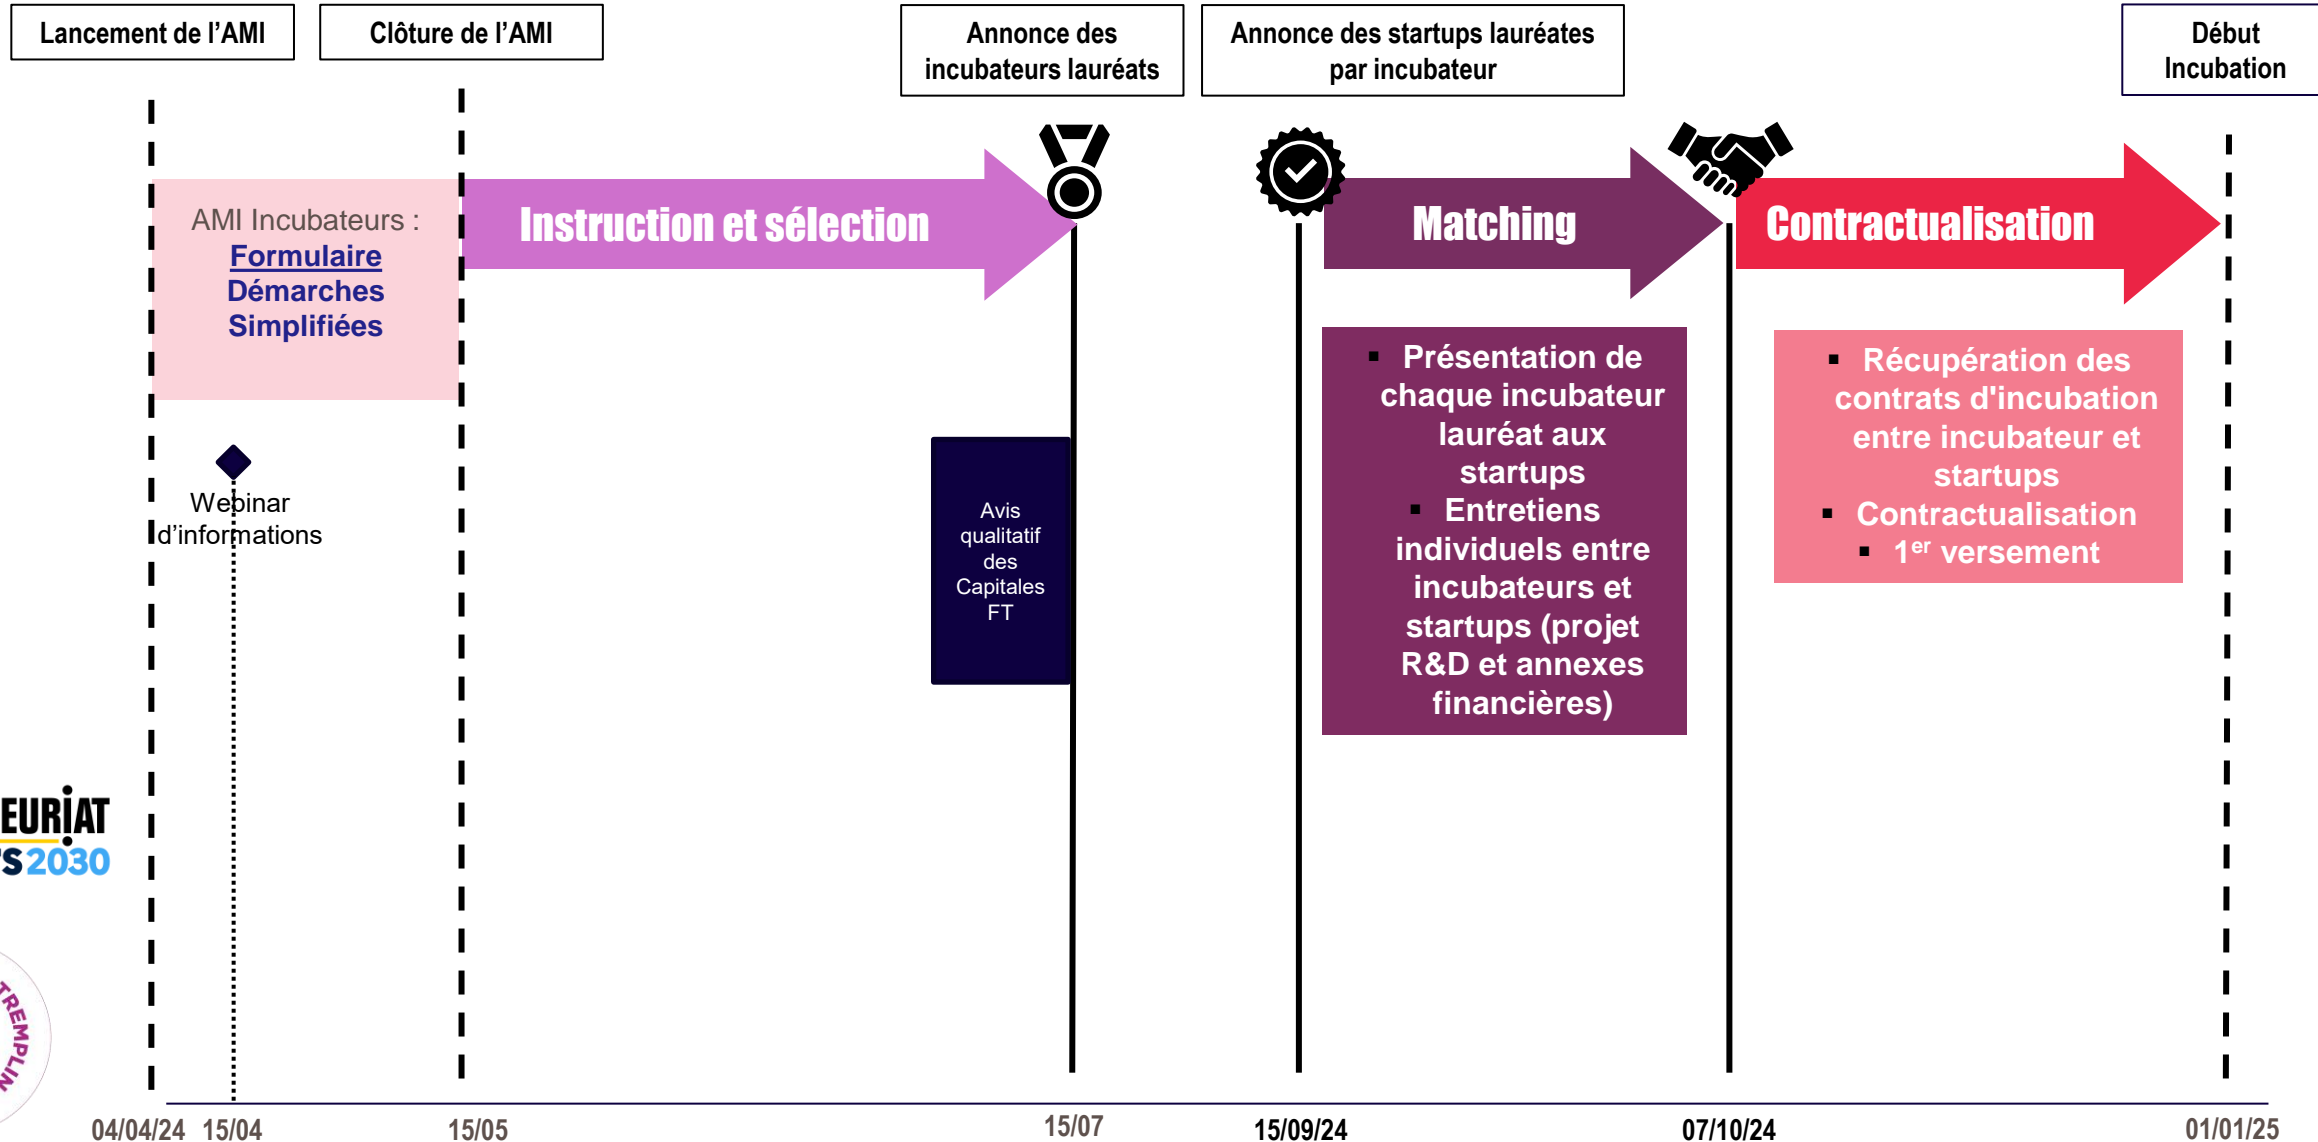 Lancement de l’AMI
Clôture de l’AMI
Annonce des
incubateurs lauréats
Annonce des startups lauréates
par incubateur
Début
Incubation
AMI Incubateurs :
Formulaire
Démarches
Simplifiées
Instruction et sélection
Matching
Contractualisation
Webinar
d’informations
Avis
qualitatif
des
Capitales
FT
▪ Présentation de
chaque incubateur
lauréat aux
startups
▪ Entretiens
individuels entre
incubateurs et
startups (projet
R&D et annexes
financières)
▪ Récupération des
contrats d'incubation
entre incubateur et
startups
▪ Contractualisation
▪ 1er versement
EURIAT
S 2030
TREMPLIN
04/04/24
15/04
15/05
15/07
15/09/24
07/10/24
01/01/25